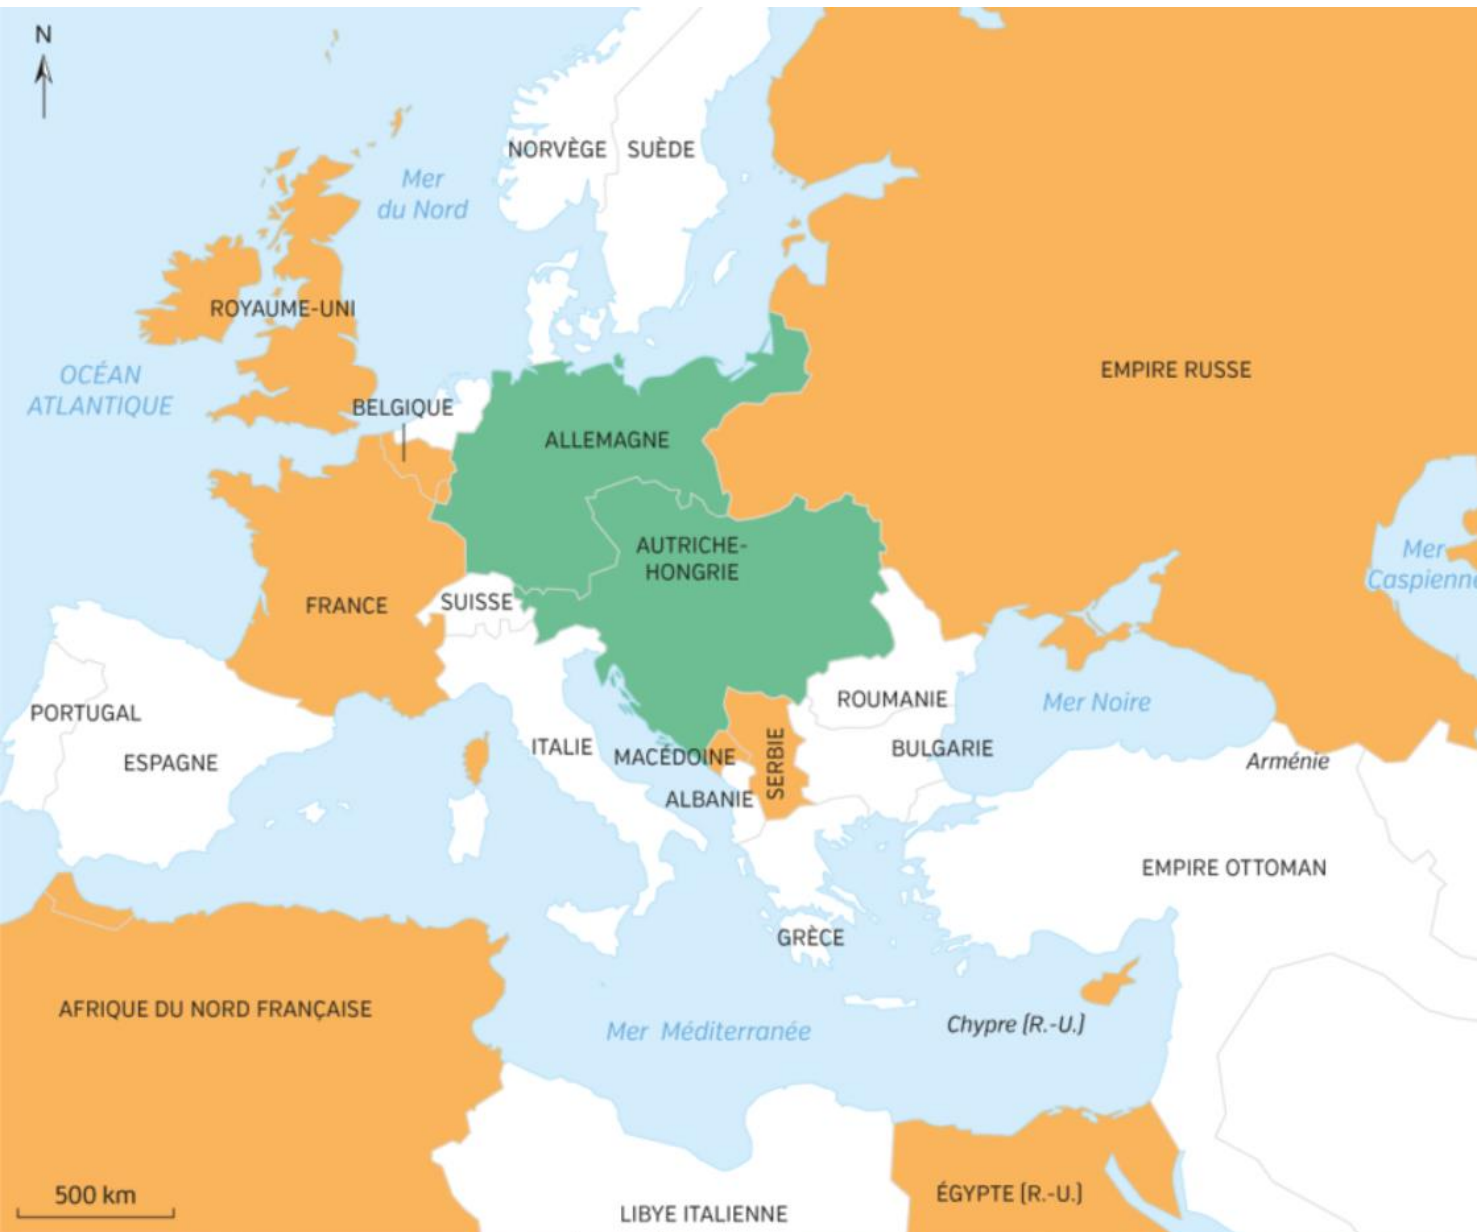 N
NORVÈGE
SUÈDE
Mer
du Nord
ROYAUME-UNI
OCÉAN
ATLANTIQUE
EMPIRE RUSSE
BELGIQUE
ALLEMAGNE
AUTRICHE-
HONGRIE
Mer
Caspienne
FRANCE
SUISSE
PORTUGAL
ESPAGNE
ROUMANIE
Mer Noire
ITALIE
MACÉDOINE
SERBIE
BULGARIE
Arménie
ALBANIE
EMPIRE OTTOMAN
GRÈCE
AFRIQUE DU NORD FRANÇAISE
Mer Méditerranée
Chypre (R.-U.)
500 km
ÉGYPTE (R.-U.)
LIBYE ITALIENNE